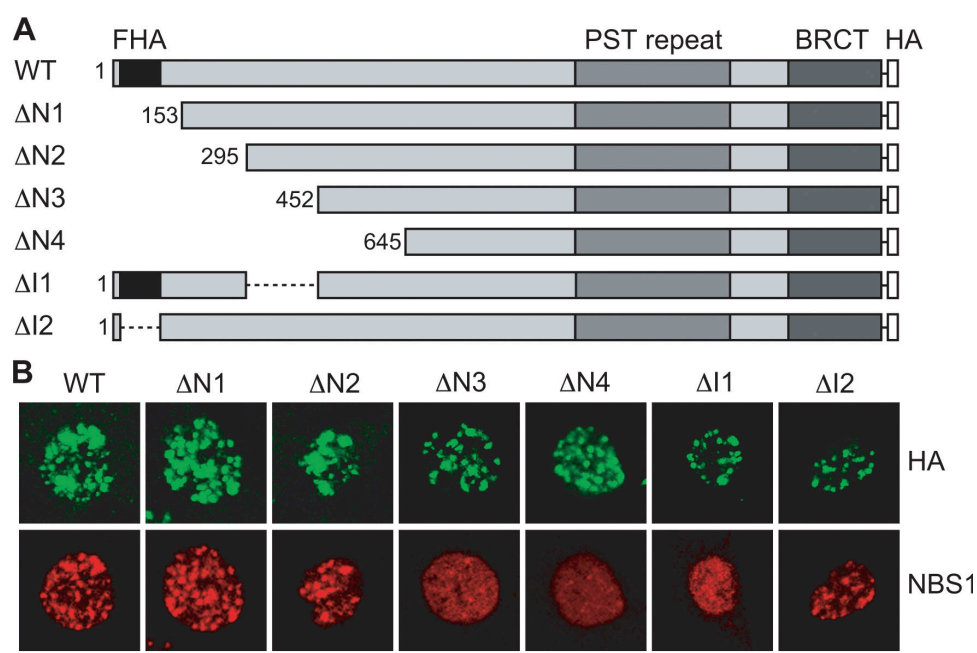 A
FHA PST repeat BRCT HA
WT 1
ΔN1 153
ΔN2 295
ΔN3 452
ΔN4 645
ΔI1 1
ΔI2 1
B
WT ΔN1 ΔN2 ΔN3 ΔN4 ΔI1 ΔI2
HA
NBS1